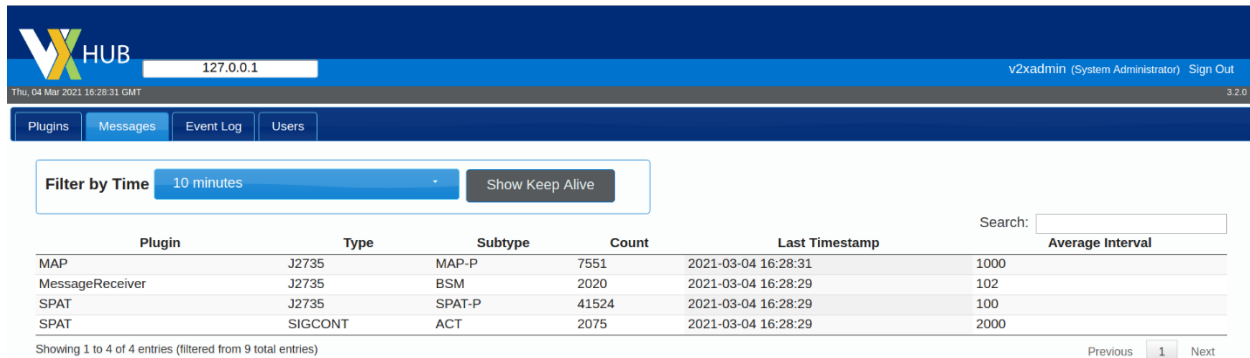 VX HUB
127.0.0.1
v2xadmin (System Administrator) Sign Out
Thu, 04 Mar 2021 16:28:31 GMT 3.2.0
Plugins Messages Event Log Users
Filter by Time 10 minutes Show Keep Alive
Search:
Plugin Type Subtype Count Last Timestamp Average Interval
MAP J2735 MAP-P 7551 2021-03-04 16:28:31 1000
MessageReceiver J2735 BSM 2020 2021-03-04 16:28:29 102
SPAT J2735 SPAT-P 41524 2021-03-04 16:28:29 100
SPAT SIGCONT ACT 2075 2021-03-04 16:28:29 2000
Showing 1 to 4 of 4 entries (filtered from 9 total entries) Previous 1 Next